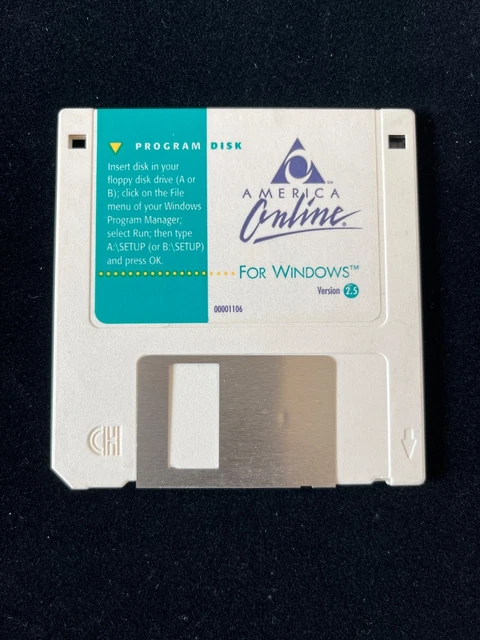 PROGRAM DISK
Insert disk in your
floppy disk drive (A or
B); click on the File
menu of your Windows
Program Manager;
select Run; then type
A:\SETUP (or B:\SETUP)
and press OK.
AMERICA
Online®
FOR WINDOWS™
Version 2.5
00001106